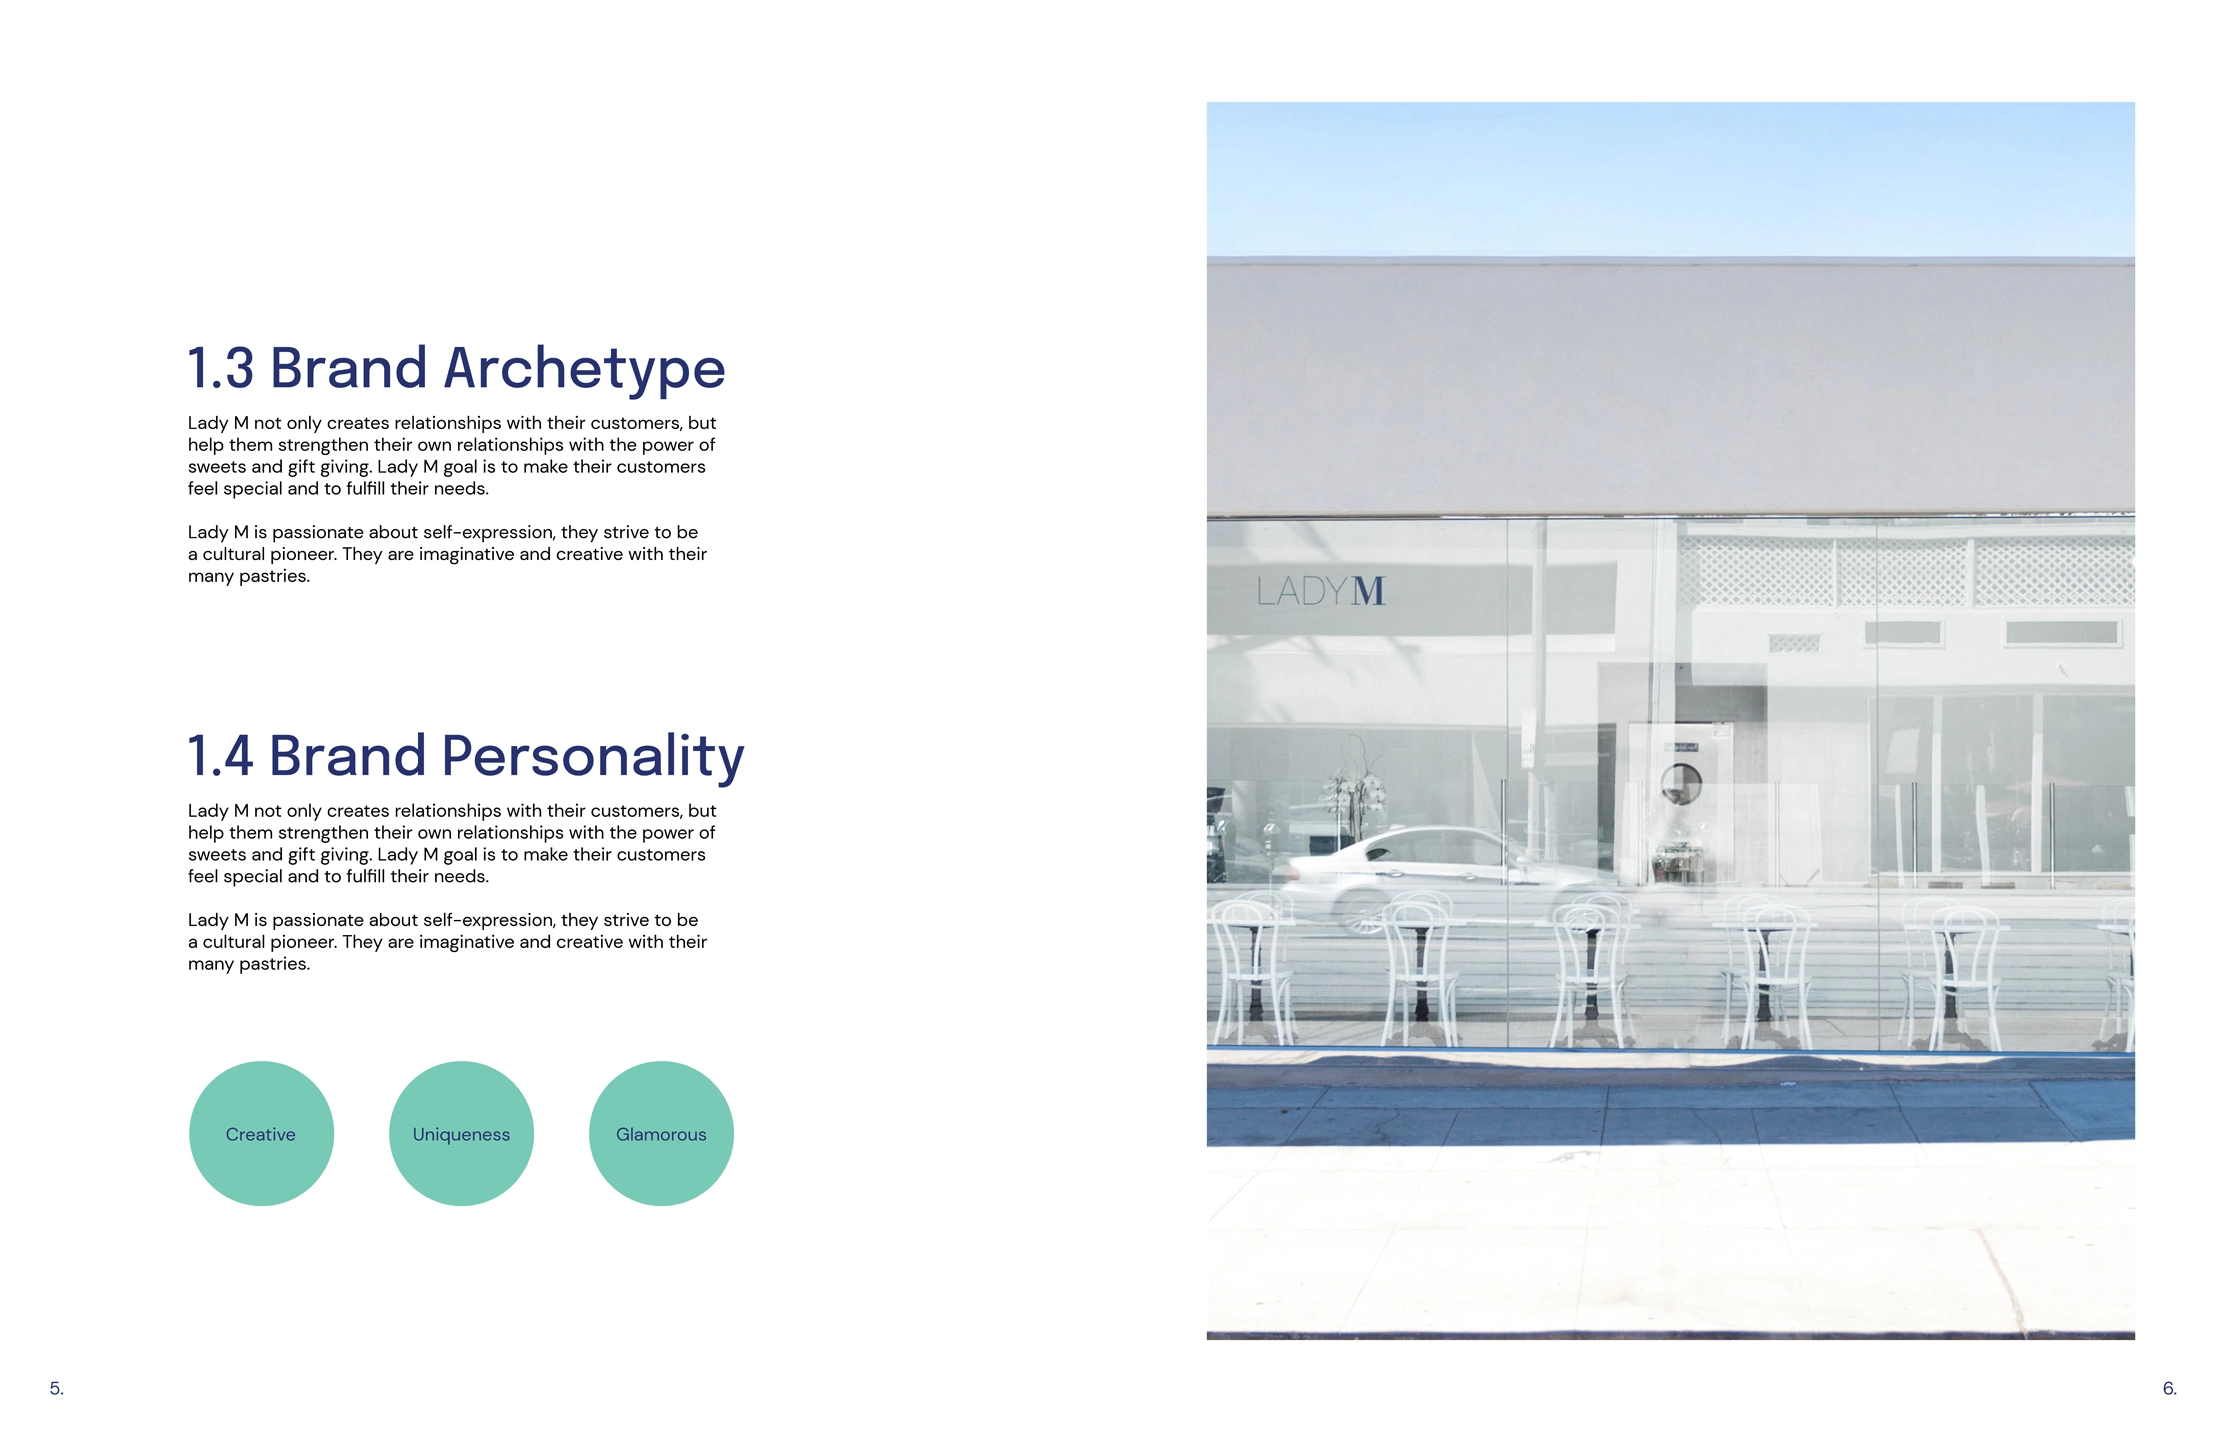 1.3 Brand Archetype
Lady M not only creates relationships with their customers, but
help them strengthen their own relationships with the power of
sweets and gift giving. Lady M goal is to make their customers
feel special and to fulfill their needs.
Lady M is passionate about self-expression, they strive to be
a cultural pioneer. They are imaginative and creative with their
many pastries.
1.4 Brand Personality
Lady M not only creates relationships with their customers, but
help them strengthen their own relationships with the power of
sweets and gift giving. Lady M goal is to make their customers
feel special and to fulfill their needs.
Lady M is passionate about self-expression, they strive to be
a cultural pioneer. They are imaginative and creative with their
many pastries.
Creative
Uniqueness
Glamorous
5.
LADYM
6.